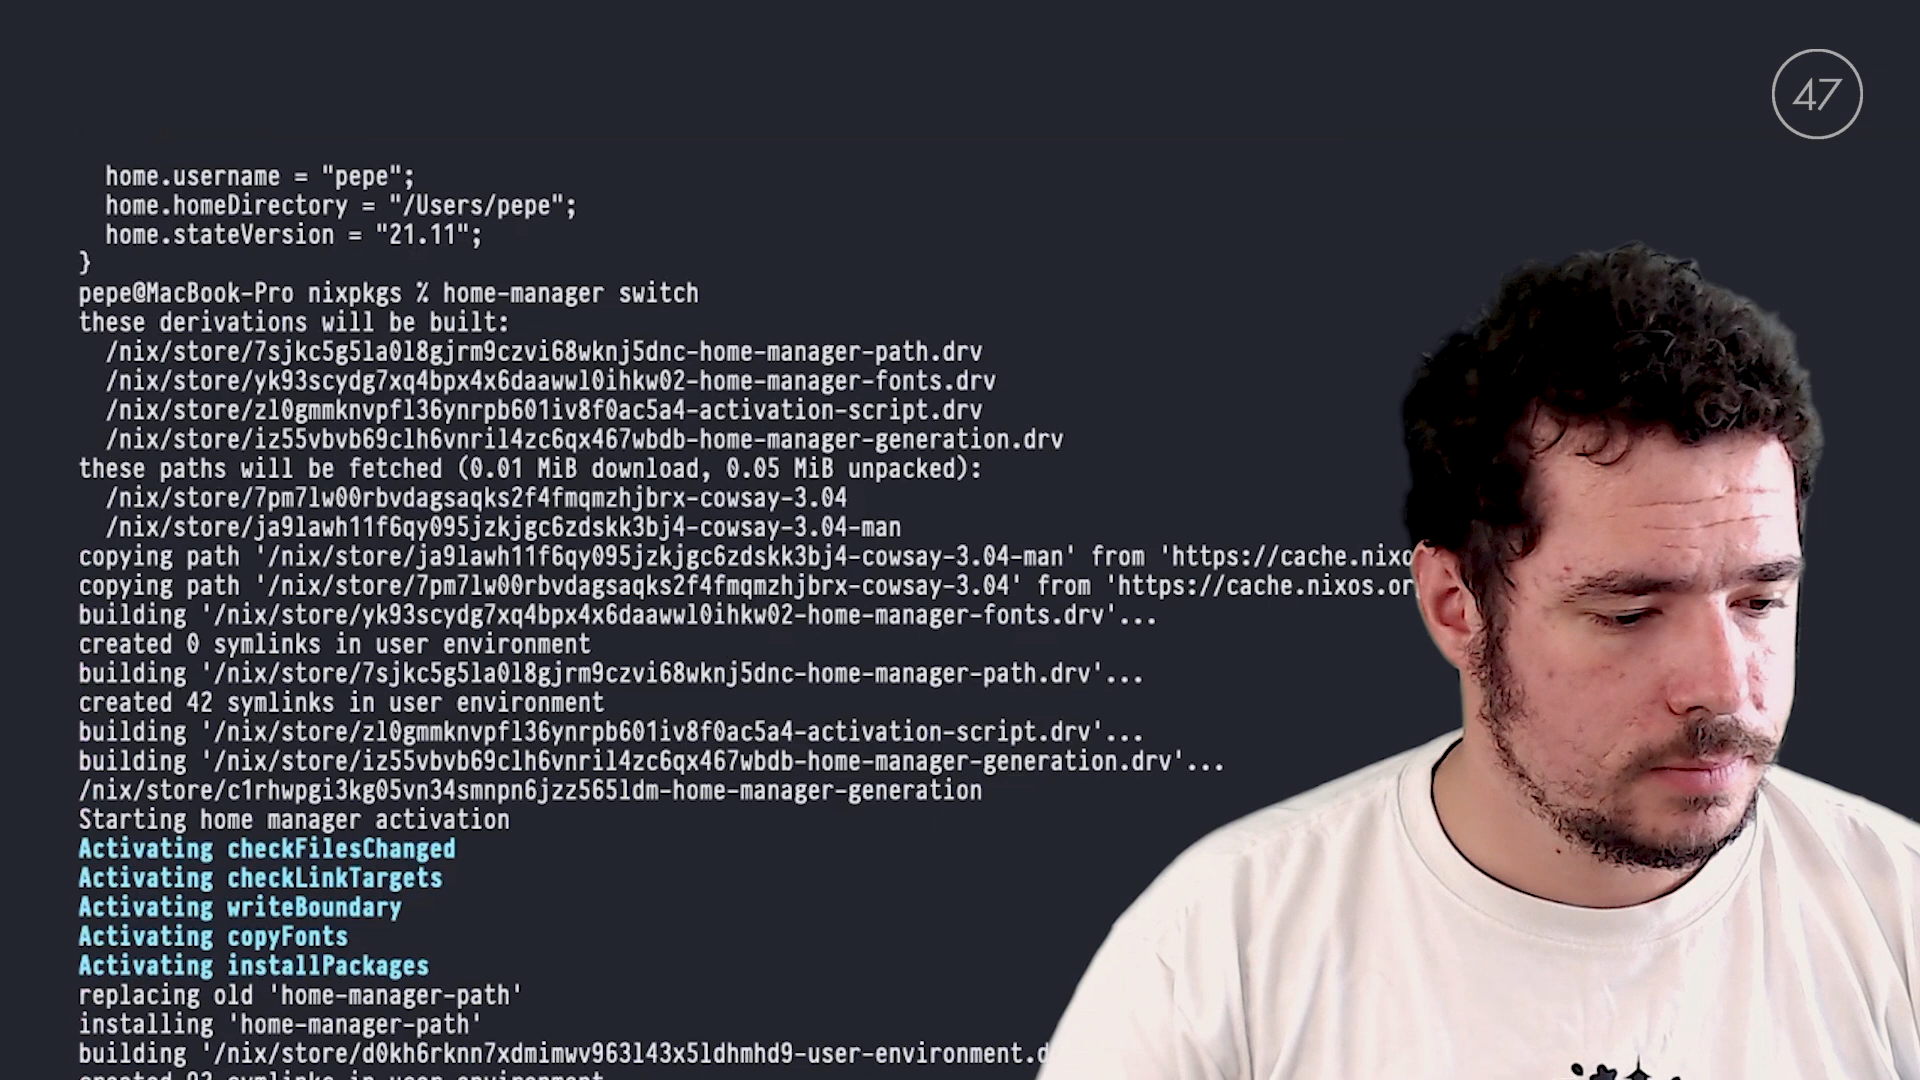 47
home.username = "pepe";
home.homeDirectory = "/Users/pepe";
home.stateVersion = "21.11";
}
pepe@MacBook-Pro nixpkgs % home-manager switch
these derivations will be built:
/nix/store/7sjkc5g5la0l8gjrm9czvi68wknj5dnc-home-manager-path.drv
/nix/store/yk93scydg7xq4bpx4x6daawwl0ihkw02-home-manager-fonts.drv
/nix/store/zl0gmmknvpfl36ynrpb601iv8f0ac5a4-activation-script.drv
/nix/store/iz55vbvb69clh6vnril4zc6qx467wbdb-home-manager-generation.drv
these paths will be fetched (0.01 MiB download, 0.05 MiB unpacked):
/nix/store/7pm7lw00rbvdagsaqks2f4fmqmzhjbrx-cowsay-3.04
/nix/store/ja9lawh11f6qy095jzkjgc6zdskk3bj4-cowsay-3.04-man
copying path '/nix/store/ja9lawh11f6qy095jzkjgc6zdskk3bj4-cowsay-3.04-man' from 'https://cache.nixo
copying path '/nix/store/7pm7lw00rbvdagsaqks2f4fmqmzhjbrx-cowsay-3.04' from 'https://cache.nixos.or
building '/nix/store/yk93scydg7xq4bpx4x6daawwl0ihkw02-home-manager-fonts.drv'...
created 0 symlinks in user environment
building '/nix/store/7sjkc5g5la0l8gjrm9czvi68wknj5dnc-home-manager-path.drv'...
created 42 symlinks in user environment
building '/nix/store/zl0gmmknvpfl36ynrpb601iv8f0ac5a4-activation-script.drv'...
building '/nix/store/iz55vbvb69clh6vnril4zc6qx467wbdb-home-manager-generation.drv'...
/nix/store/c1rhwpgi3kg05vn34smnpn6jzz565ldm-home-manager-generation
Starting home manager activation
Activating checkFilesChanged
Activating checkLinkTargets
Activating writeBoundary
Activating copyFonts
Activating installPackages
replacing old 'home-manager-path'
installing 'home-manager-path'
building '/nix/store/d0kh6rknn7xdmimwv963l43x5ldhmhd9-user-environment.d
symlinks in user environment